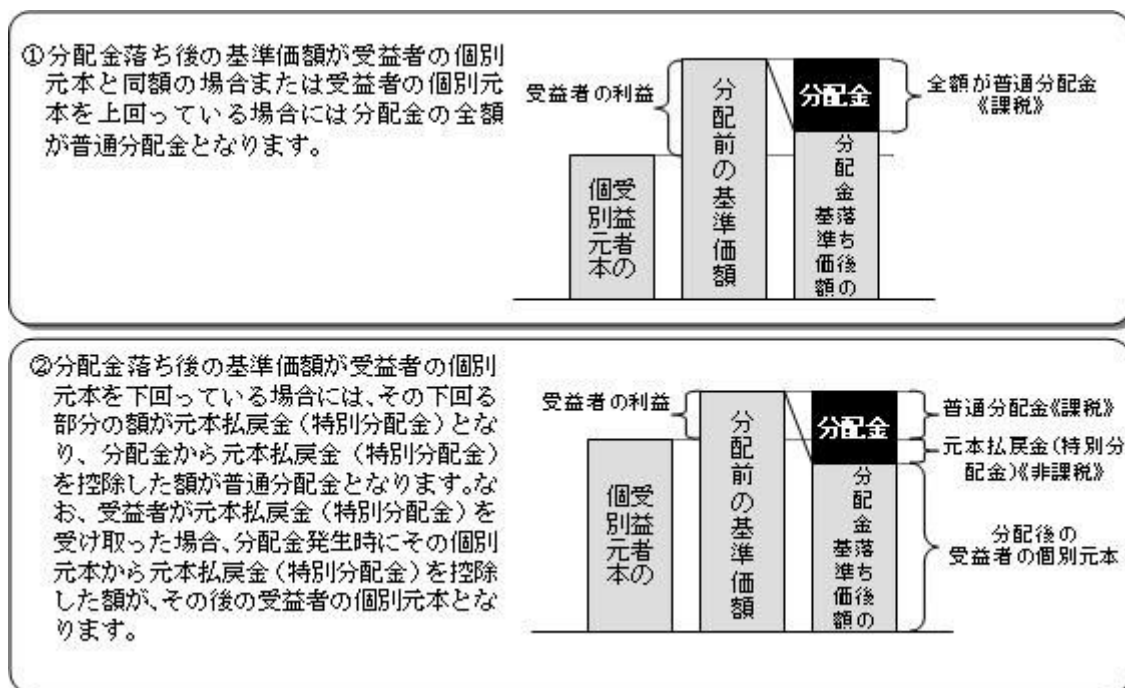 ①分配金落ち後の基準価額が受益者の個別
元本と同額の場合または受益者の個別元
本を上回っている場合には分配金の全額
が普通分配金となります。
受益者の利益
受益者の
個別元本
分配前の基準価額
分配金
分配金落ち後の
基準価額
全額が普通分配金
《課税》
②分配金落ち後の基準価額が受益者の個別
元本を下回っている場合には、その下回る
部分の額が元本払戻金（特別分配金）とな
り、分配金から元本払戻金（特別分配金）
を控除した額が普通分配金となります。な
お、受益者が元本払戻金（特別分配金）を
受け取った場合、分配金発生時にその個別
元本から元本払戻金（特別分配金）を控除
した額が、その後の受益者の個別元本とな
ります。
受益者の利益
受益者の
個別元本
分配前の基準価額
分配金
分配金落ち後の
基準価額
普通分配金《課税》
元本払戻金（特別分
配金）《非課税》
分配後の
受益者の個別元本